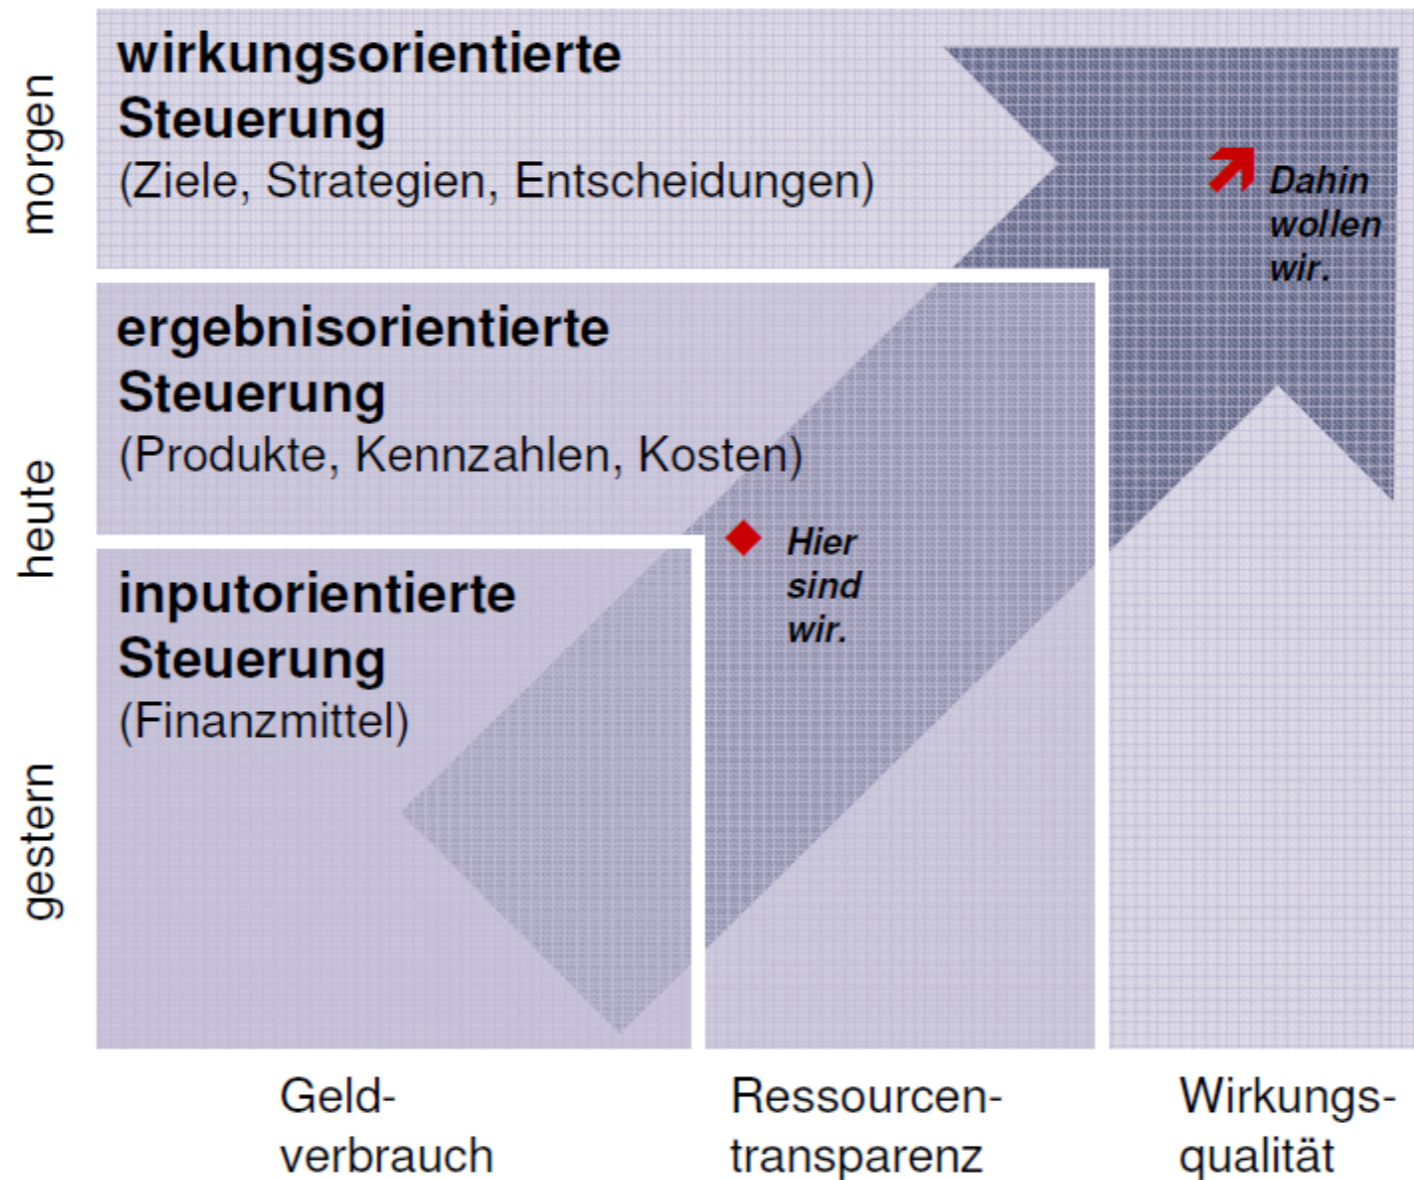 morgen
wirkungsorientierte
Steuerung
(Ziele, Strategien, Entscheidungen)
Dahin
wollen
wir.
heute
ergebnisorientierte
Steuerung
(Produkte, Kennzahlen, Kosten)
Hier
sind
wir.
gestern
inputorientierte
Steuerung
(Finanzmittel)
Geld-
verbrauch
Ressourcen-
transparenz
Wirkungs-
qualität